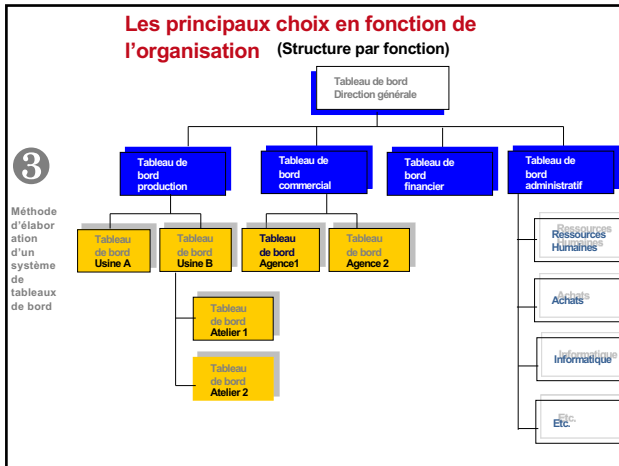 Les principaux choix en fonction de
l'organisation (Structure par fonction)
Tableau de bord
Direction générale
❸
Méthode
d'élabor
ation
d'un
système
de
tableaux
de bord
Tableau de
bord
production
Tableau de
bord
commercial
Tableau de
bord
financier
Tableau de
bord
administratif
Tableau
de bord
Usine A
Tableau
de bord
Usine B
Tableau
de bord
Agence1
Tableau
de bord
Agence 2
Ressources
Humaines
Tableau
de bord
Atelier 1
Achats
Tableau
de bord
Atelier 2
Informatique
Etc.